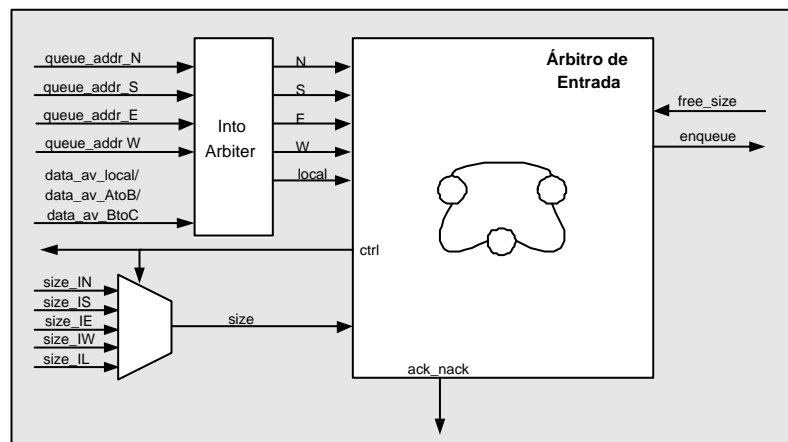 queue_addr_N
queue_addr_S
queue_addr_E
queue_addr W
data_av_local/
data_av_AtoB/
data_av_BtoC
Into
Arbiter
N
S
E
W
local
Árbitro de
Entrada
free_size
enqueue
ctrl
size_IN
size_IS
size_IE
size_IW
size_IL
size
ack_nack